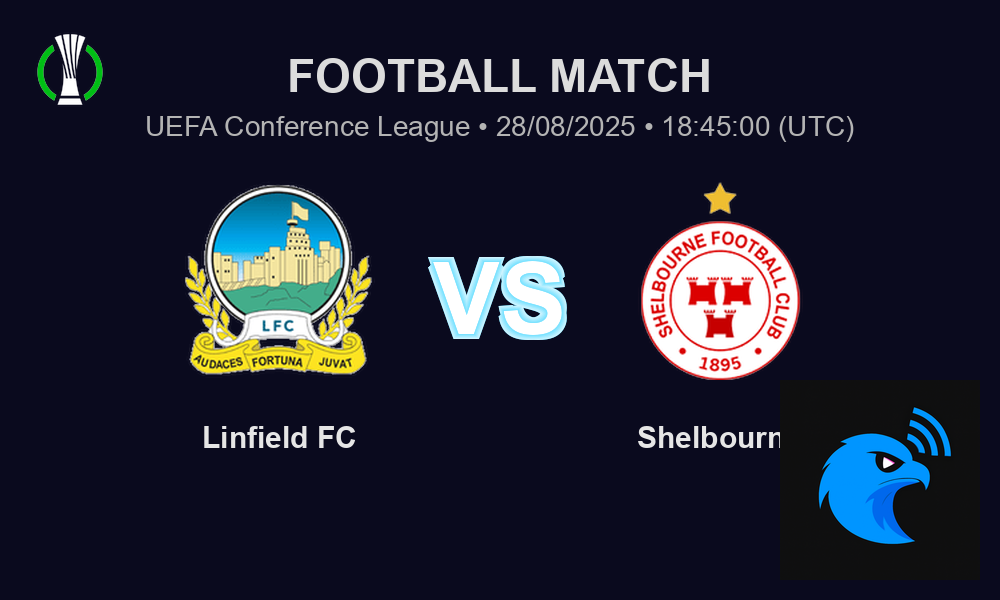 FOOTBALL MATCH
UEFA Conference League • 28/08/2025 • 18:45:00 (UTC)
LFC
AUDACES FORTUNA JUVAT
VS
SHELBOURNE FOOTBALL CLUB
• 1895 •
Linfield FC